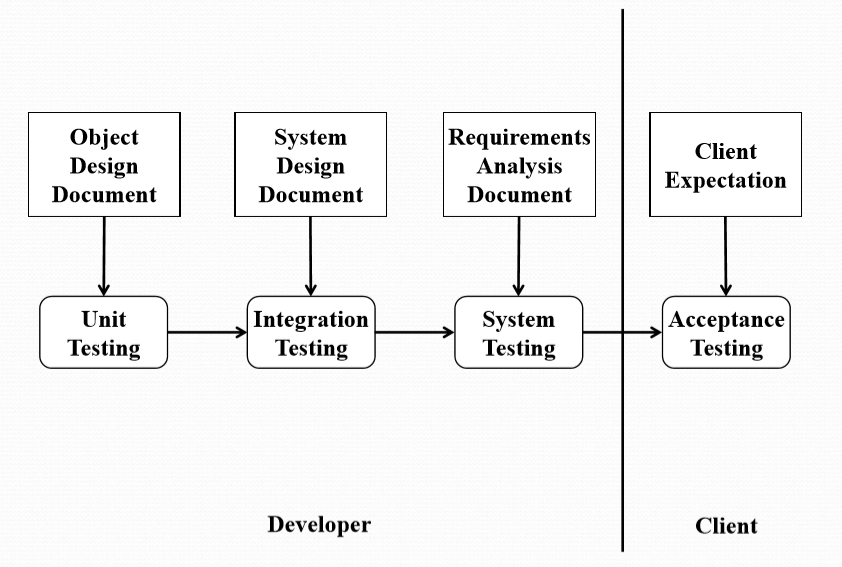 Object
Design
Document
System
Design
Document
Requirements
Analysis
Document
Client
Expectation
Unit
Testing
Integration
Testing
System
Testing
Acceptance
Testing
Developer
Client